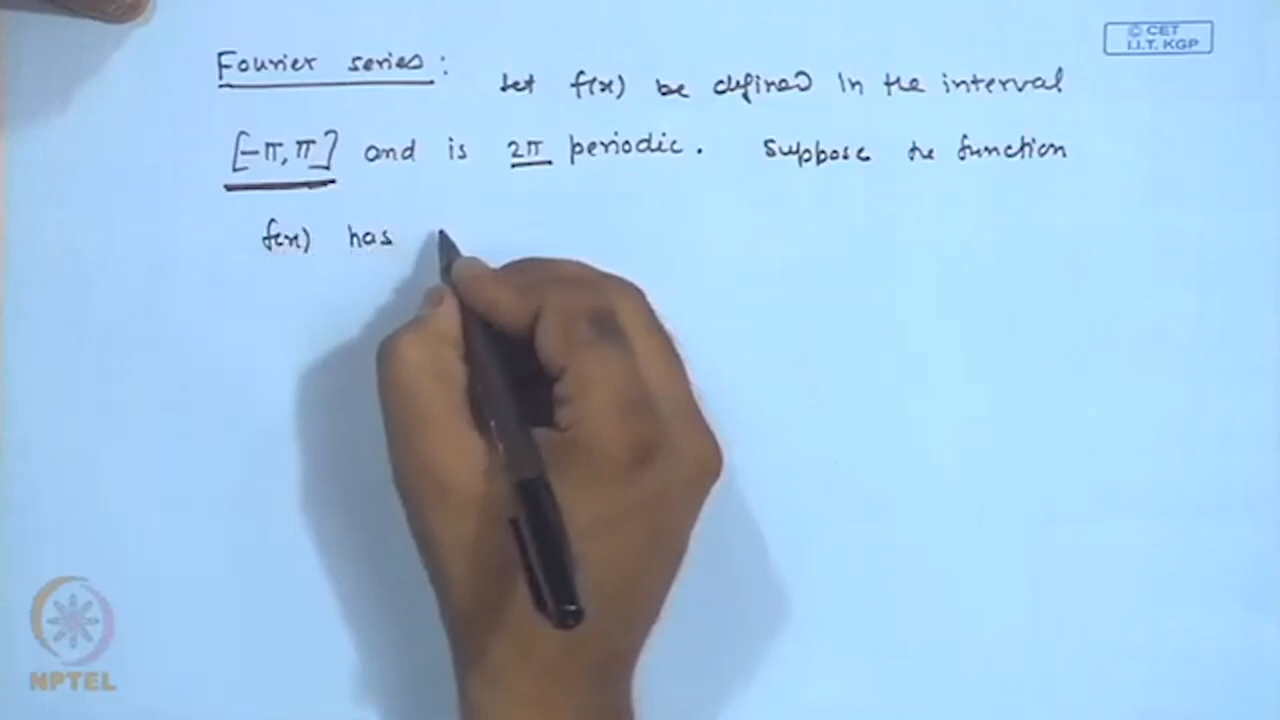 © CET
I.I.T. KGP
Fourier series: Let f(x) be defined in the interval
[-π, π] and is 2π periodic. Suppose the function
f(x) has
NPTEL